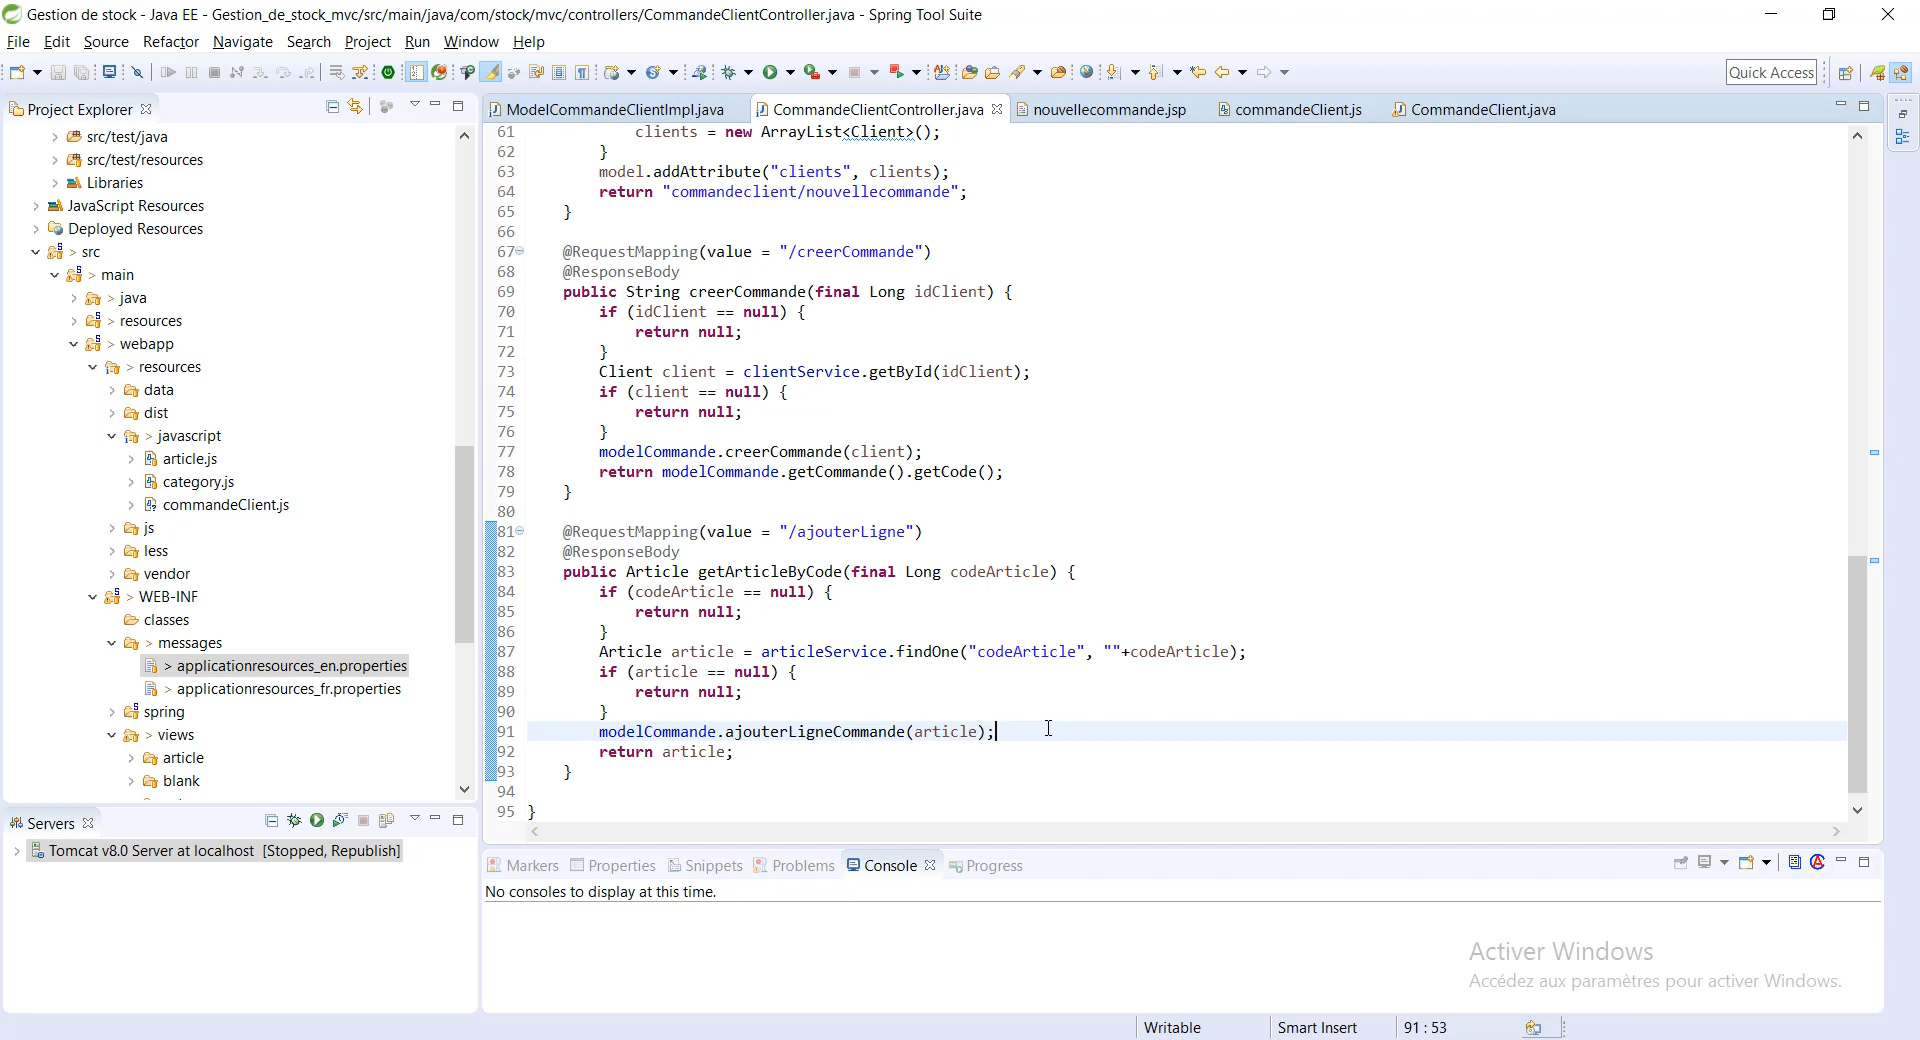 Gestion de stock - Java EE - Gestion_de_stock_mvc/src/main/java/com/stock/mvc/controllers/CommandeClientController.java - Spring Tool Suite
File Edit Source Refactor Navigate Search Project Run Window Help
Quick Access
Project Explorer
src/test/java
src/test/resources
Libraries
JavaScript Resources
Deployed Resources
> src
> main
> java
> resources
> webapp
> resources
data
dist
> javascript
article.js
category.js
commandeClient.js
js
less
vendor
> WEB-INF
classes
> messages
> applicationresources_en.properties
> applicationresources_fr.properties
spring
> views
article
blank
Servers
Tomcat v8.0 Server at localhost [Stopped, Republish]
ModelCommandeClientImpl.java CommandeClientController.java nouvellecommande.jsp commandeClient.js CommandeClient.java
61 clients = new ArrayList<Client>();
62 }
63 model.addAttribute("clients", clients);
64 return "commandeclient/nouvellecommande";
65 }
66
67 @RequestMapping(value = "/creerCommande")
68 @ResponseBody
69 public String creerCommande(final Long idClient) {
70 if (idClient == null) {
71 return null;
72 }
73 Client client = clientService.getById(idClient);
74 if (client == null) {
75 return null;
76 }
77 modelCommande.creerCommande(client);
78 return modelCommande.getCommande().getCode();
79 }
80
81 @RequestMapping(value = "/ajouterLigne")
82 @ResponseBody
83 public Article getArticleByCode(final Long codeArticle) {
84 if (codeArticle == null) {
85 return null;
86 }
87 Article article = articleService.findOne("codeArticle", ""+codeArticle);
88 if (article == null) {
89 return null;
90 }
91 modelCommande.ajouterLigneCommande(article);
92 return article;
93 }
94
95 }
Markers Properties Snippets Problems Console Progress
No consoles to display at this time.
Activer Windows
Accédez aux paramètres pour activer Windows.
Writable Smart Insert 91 : 53